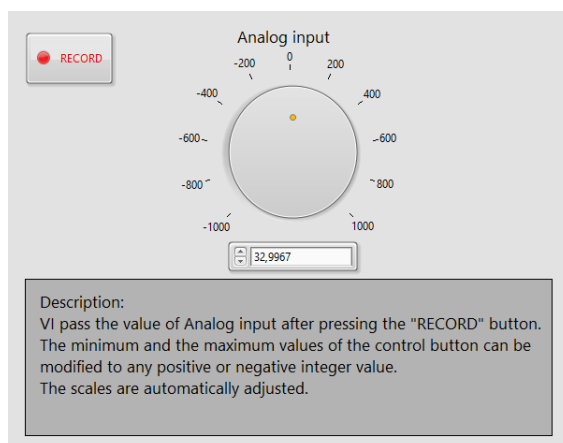 RECORD
Analog input
-200 0 200
-400 400
-600 600
-800 800
-1000 1000
32,9967
Description:
VI pass the value of Analog input after pressing the "RECORD" button.
The minimum and the maximum values of the control button can be
modified to any positive or negative integer value.
The scales are automatically adjusted.